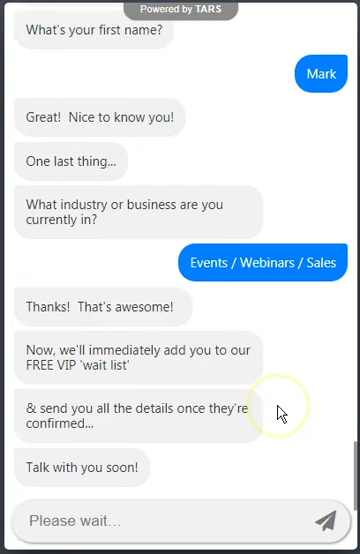 Powered by TARS
What's your first name?
Mark
Great! Nice to know you!
One last thing...
What industry or business are you
currently in?
Events / Webinars / Sales
Thanks! That's awesome!
Now, we'll immediately add you to our
FREE VIP 'wait list'
& send you all the details once they're
confirmed...
Talk with you soon!
Please wait...